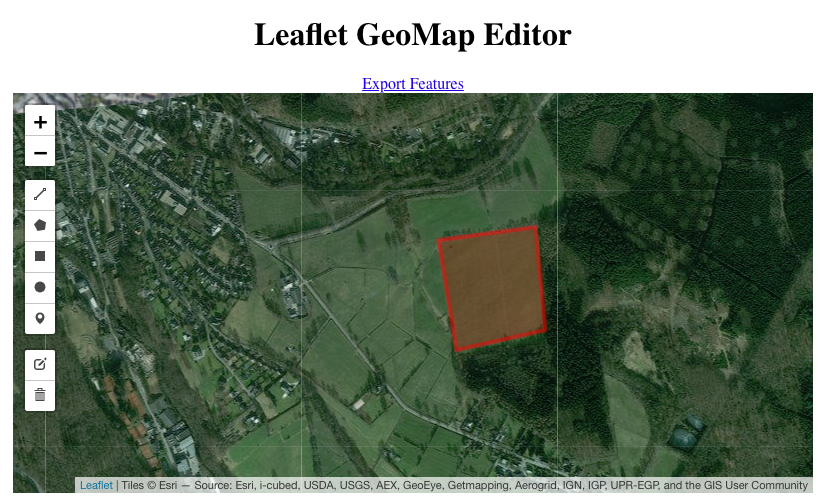 Leaflet GeoMap Editor
Export Features
+
−
Leaflet | Tiles © Esri — Source: Esri, i-cubed, USDA, USGS, AEX, GeoEye, Getmapping, Aerogrid, IGN, IGP, UPR-EGP, and the GIS User Community